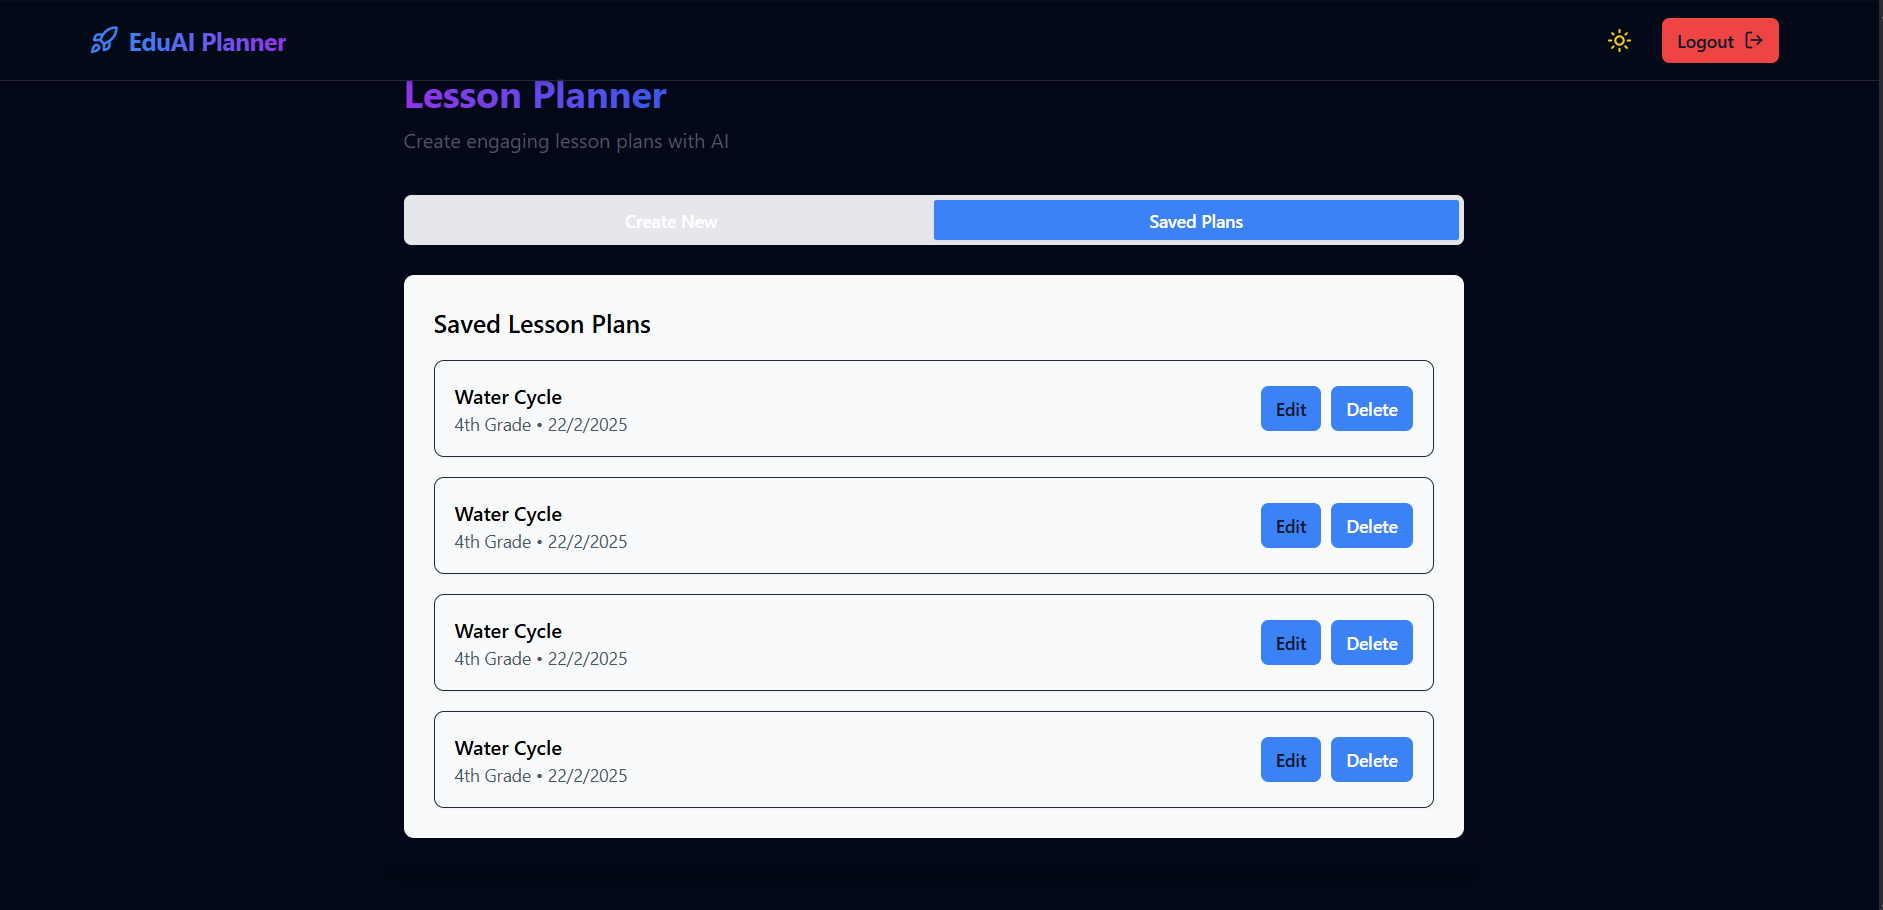 EduAI Planner
Logout
Lesson Planner
Create engaging lesson plans with AI
Create New
Saved Plans
Saved Lesson Plans
Water Cycle
4th Grade • 22/2/2025
Edit
Delete
Water Cycle
4th Grade • 22/2/2025
Edit
Delete
Water Cycle
4th Grade • 22/2/2025
Edit
Delete
Water Cycle
4th Grade • 22/2/2025
Edit
Delete